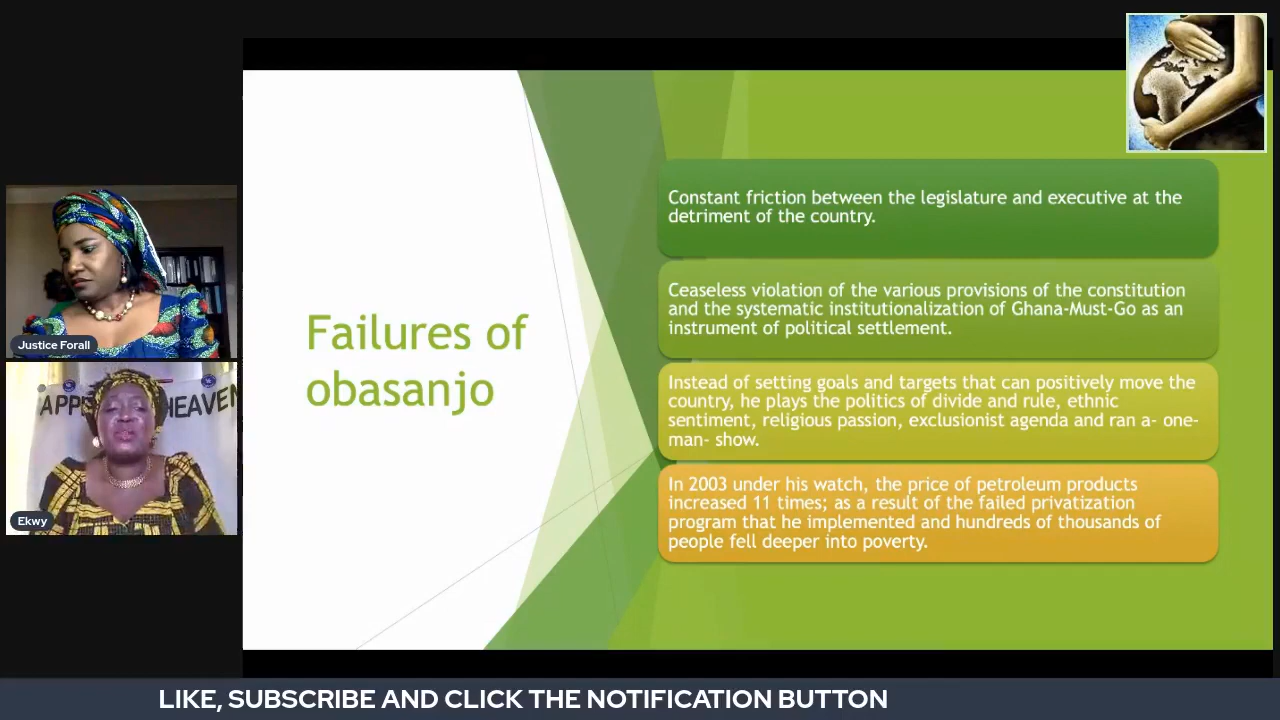 Failures of
obasanjo
Constant friction between the legislature and executive at the
detriment of the country.
Ceaseless violation of the various provisions of the constitution
and the systematic institutionalization of Ghana-Must-Go as an
instrument of political settlement.
Instead of setting goals and targets that can positively move the
country, he plays the politics of divide and rule, ethnic
sentiment, religious passion, exclusionist agenda and ran a- one-
man- show.
In 2003 under his watch, the price of petroleum products
increased 11 times; as a result of the failed privatization
program that he implemented and hundreds of thousands of
people fell deeper into poverty.
Justice Forall
HEAVEN
Ekwy
LIKE, SUBSCRIBE AND CLICK THE NOTIFICATION BUTTON